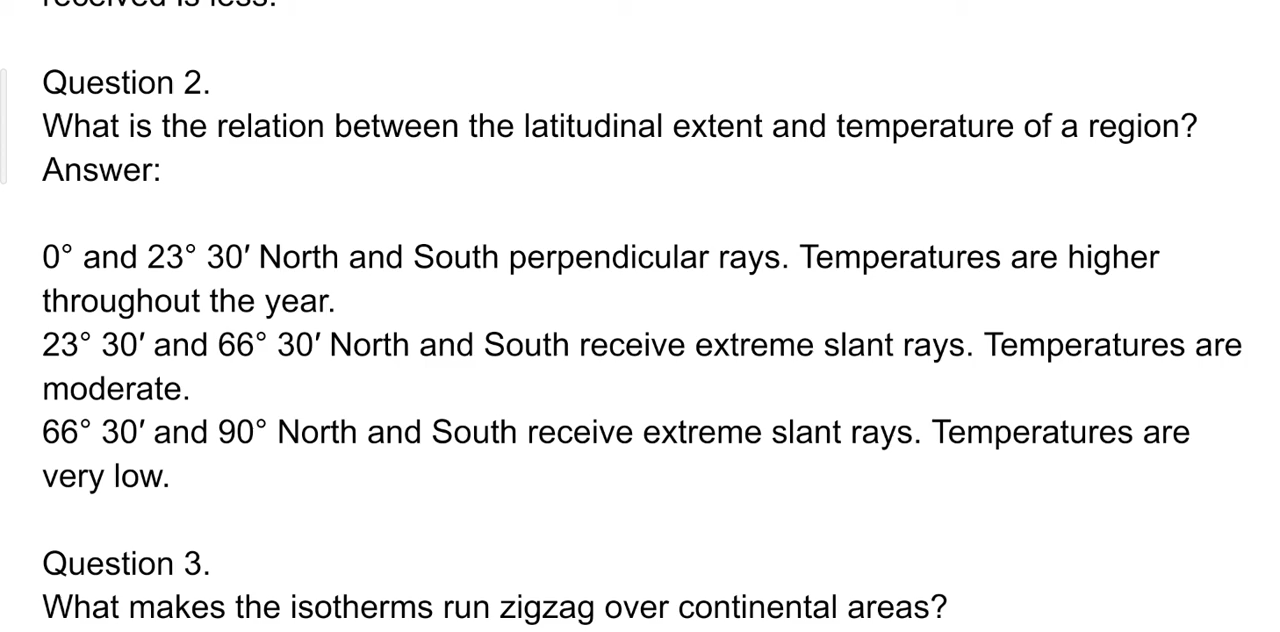 received is less.
Question 2.
What is the relation between the latitudinal extent and temperature of a region?
Answer:
0° and 23° 30′ North and South perpendicular rays. Temperatures are higher
throughout the year.
23° 30′ and 66° 30′ North and South receive extreme slant rays. Temperatures are
moderate.
66° 30′ and 90° North and South receive extreme slant rays. Temperatures are
very low.
Question 3.
What makes the isotherms run zigzag over continental areas?